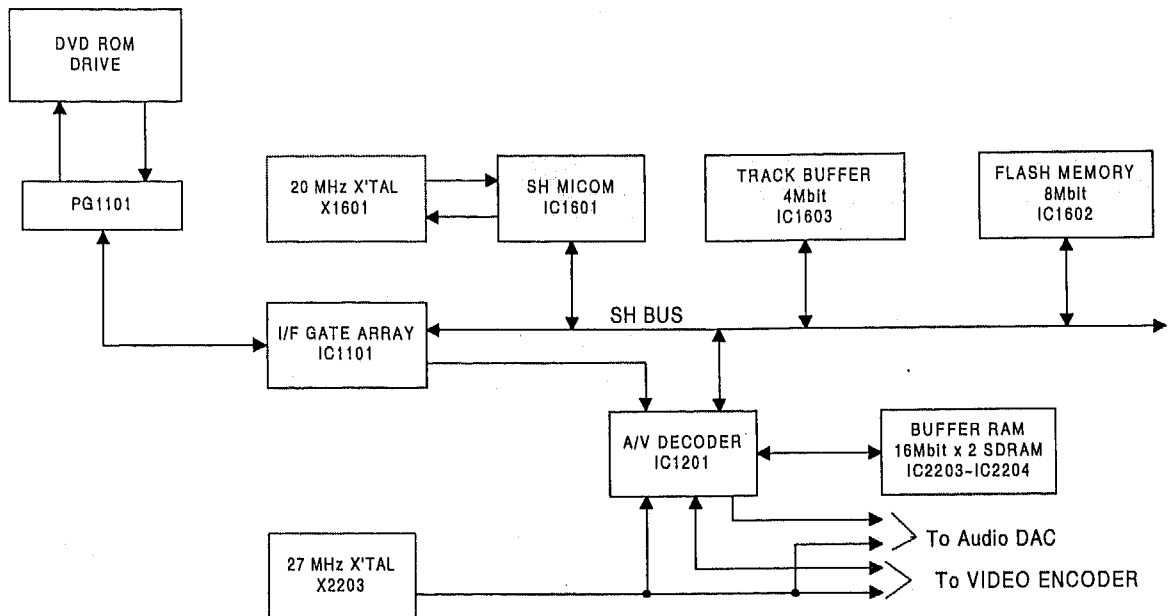 DVD ROM
DRIVE
PG1101
20 MHz X'TAL
X1601
SH MICOM
IC1601
TRACK BUFFER
4Mbit
IC1603
FLASH MEMORY
8Mbit
IC1602
I/F GATE ARRAY
IC1101
SH BUS
A/V DECODER
IC1201
BUFFER RAM
16Mbit x 2 SDRAM
IC2203~IC2204
27 MHz X'TAL
X2203
To Audio DAC
To VIDEO ENCODER